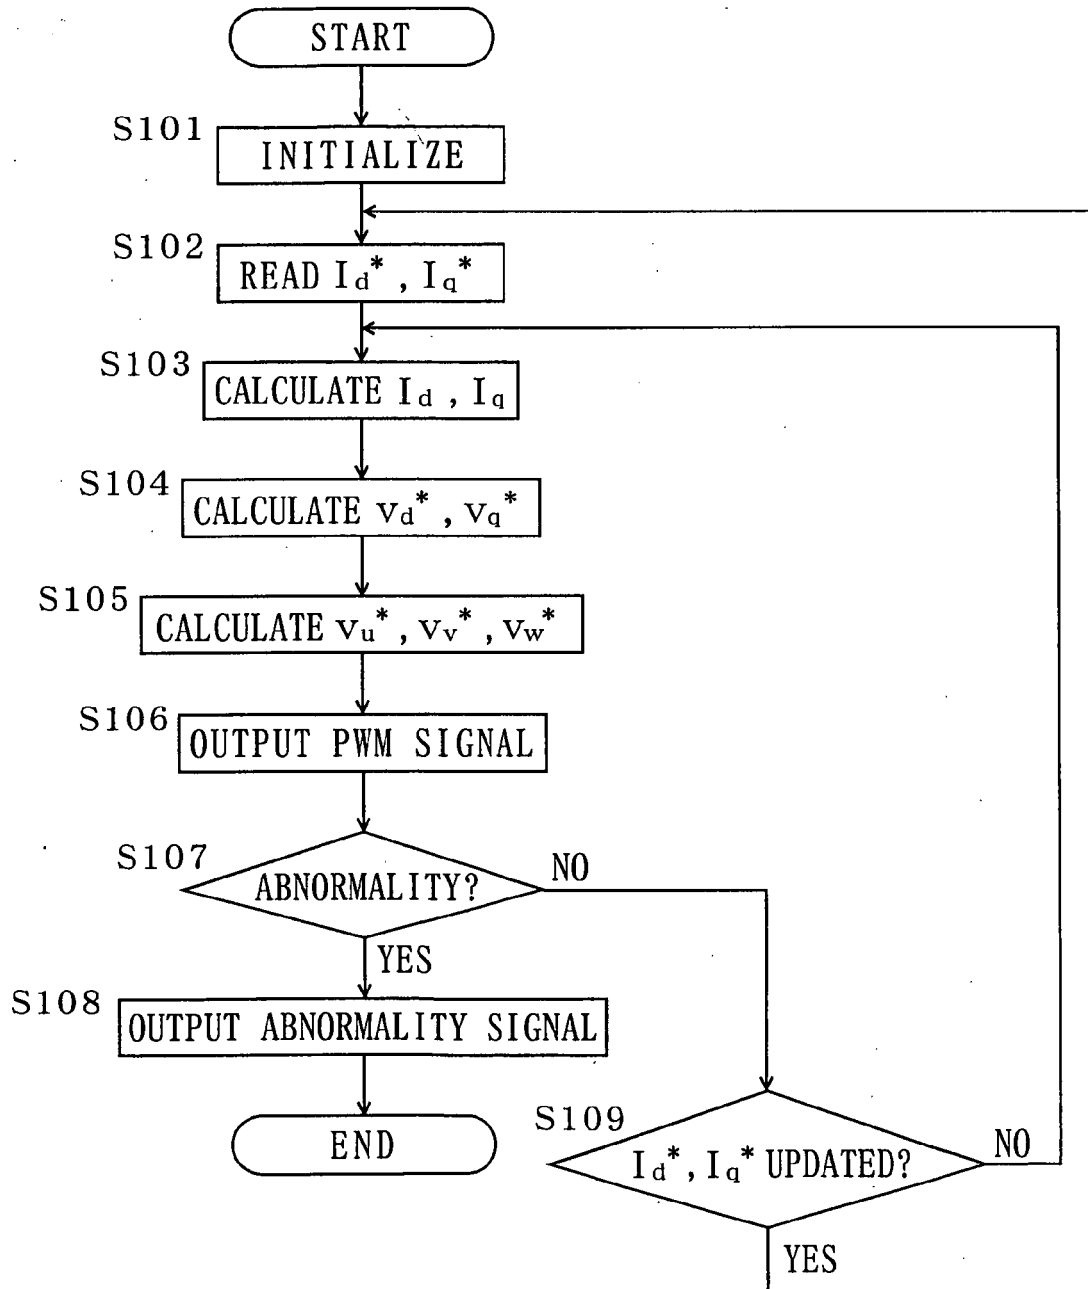 START
S101
INITIALIZE
S102
READ Id*, Iq*
S103
CALCULATE Id, Iq
S104
CALCULATE Vd*, Vq*
S105
CALCULATE Vu*, Vv*, Vw*
S106
OUTPUT PWM SIGNAL
S107
ABNORMALITY?
NO
YES
S108
OUTPUT ABNORMALITY SIGNAL
END
S109
Id*, Iq* UPDATED?
NO
YES